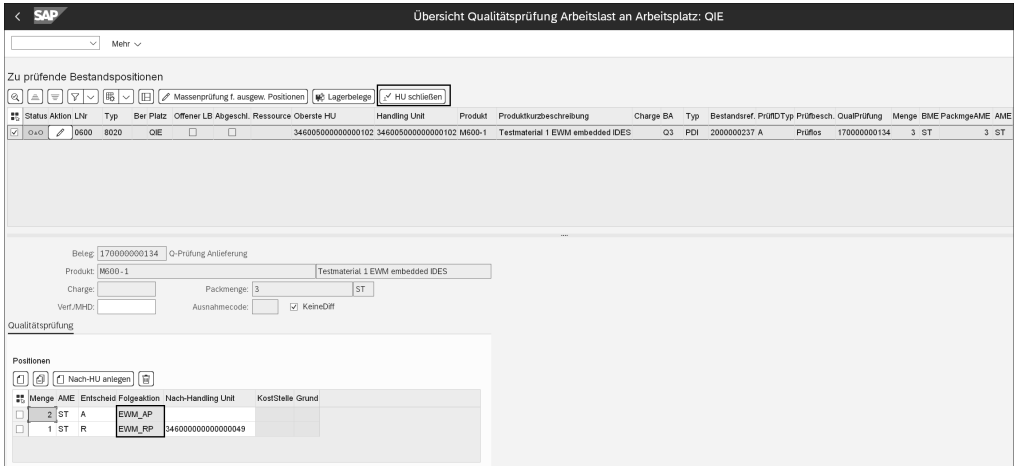 SAP Übersicht Qualitätsprüfung Arbeitslast an Arbeitsplatz: QIE
Mehr
Zu prüfende Bestandspositionen
Massenprüfung f. ausgew. Positionen Lagerbelege HU schließen
Status Aktion LNr Typ Ber Platz Offener LB Abgeschl. Ressource Oberste HU Handling Unit Produkt Produktkurzbeschreibung Charge BA Typ Bestandsref. PrüfIDTyp Prüfbesch. QualPrüfung Menge BME PackmgeAME AME
0600 8020 QIE 346005000000000102 346005000000000102 M600-1 Testmaterial 1 EWM embedded IDES Q3 PDI 2000000237 A Prüflos 170000000134 3 ST 3 ST
Beleg: 170000000134 Q-Prüfung Anlieferung
Produkt: M600-1 Testmaterial 1 EWM embedded IDES
Charge: Packmenge: 3 ST
Verf./MHD: Ausnahmecode: KeineDiff
Qualitätsprüfung
Positionen
Nach-HU anlegen
Menge AME Entscheid Folgeaktion Nach-Handling Unit KostStelle Grund
2 ST A EWM_AP
1 ST R EWM_RP 346000000000000049